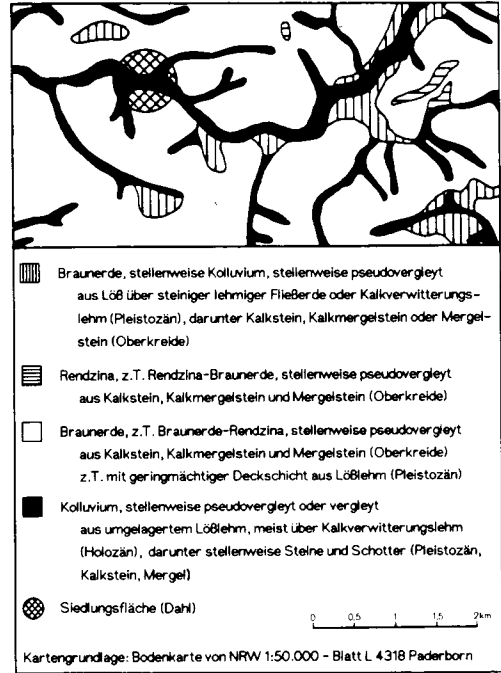 Braunerde, stellenweise Kolluvium, stellenweise pseudovergleyt
aus Löß über steiniger lehmiger Fließerde oder Kalkverwitterungs-
lehm (Pleistozän), darunter Kalkstein, Kalkmergelstein oder Mergel-
stein (Oberkreide)
Rendzina, z.T. Rendzina-Braunerde, stellenweise pseudovergleyt
aus Kalkstein, Kalkmergelstein und Mergelstein (Oberkreide)
Braunerde, z.T. Braunerde-Rendzina, stellenweise pseudovergleyt
aus Kalkstein, Kalkmergelstein und Mergelstein (Oberkreide)
z.T. mit geringmächtiger Deckschicht aus Lößlehm (Pleistozän)
Kolluvium, stellenweise pseudovergleyt oder vergleyt
aus umgelagertem Lößlehm, meist über Kalkverwitterungslehm
(Holozän), darunter stellenweise Steine und Schotter (Pleistozän,
Kalkstein, Mergel)
Siedlungsfläche (Dahl)
0 0,5 1 1,5 2km
Kartengrundlage: Bodenkarte von NRW 1:50.000 - Blatt L 4318 Paderborn